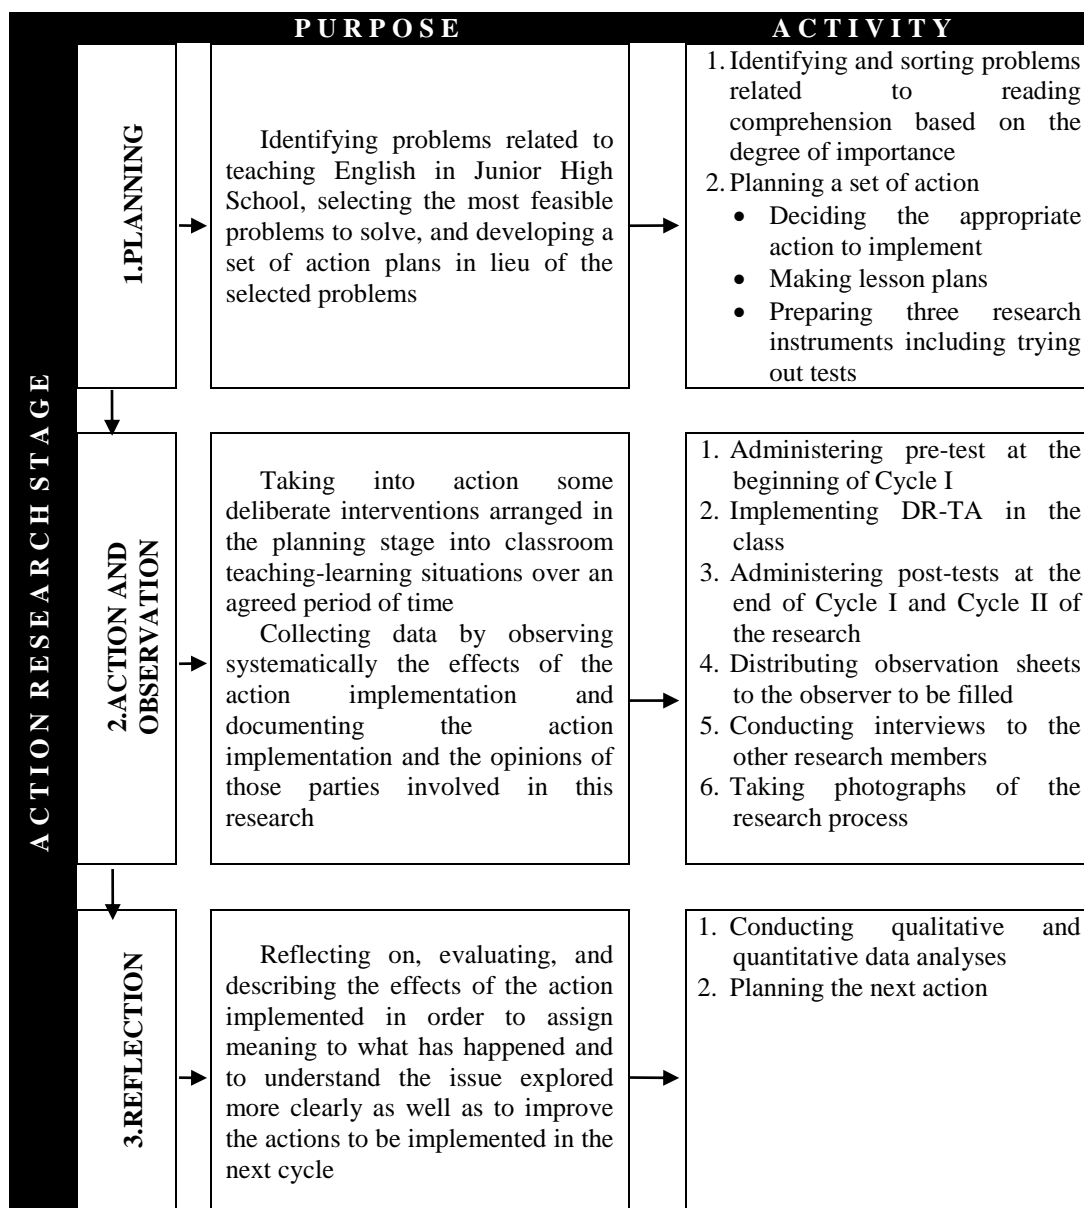 PURPOSE
ACTIVITY
ACTION RESEARCH STAGE
1.PLANNING
Identifying problems related to
teaching English in Junior High
School, selecting the most feasible
problems to solve, and developing a
set of action plans in lieu of the
selected problems
1. Identifying and sorting problems
related to reading
comprehension based on the
degree of importance
2. Planning a set of action
• Deciding the appropriate
action to implement
• Making lesson plans
• Preparing three research
instruments including trying
out tests
2.ACTION AND
OBSERVATION
Taking into action some
deliberate interventions arranged in
the planning stage into classroom
teaching-learning situations over an
agreed period of time
Collecting data by observing
systematically the effects of the
action implementation and
documenting the action
implementation and the opinions of
those parties involved in this
research
1. Administering pre-test at the
beginning of Cycle I
2. Implementing DR-TA in the
class
3. Administering post-tests at the
end of Cycle I and Cycle II of
the research
4. Distributing observation sheets
to the observer to be filled
5. Conducting interviews to the
other research members
6. Taking photographs of the
research process
3.REFLECTION
Reflecting on, evaluating, and
describing the effects of the action
implemented in order to assign
meaning to what has happened and
to understand the issue explored
more clearly as well as to improve
the actions to be implemented in the
next cycle
1. Conducting qualitative and
quantitative data analyses
2. Planning the next action